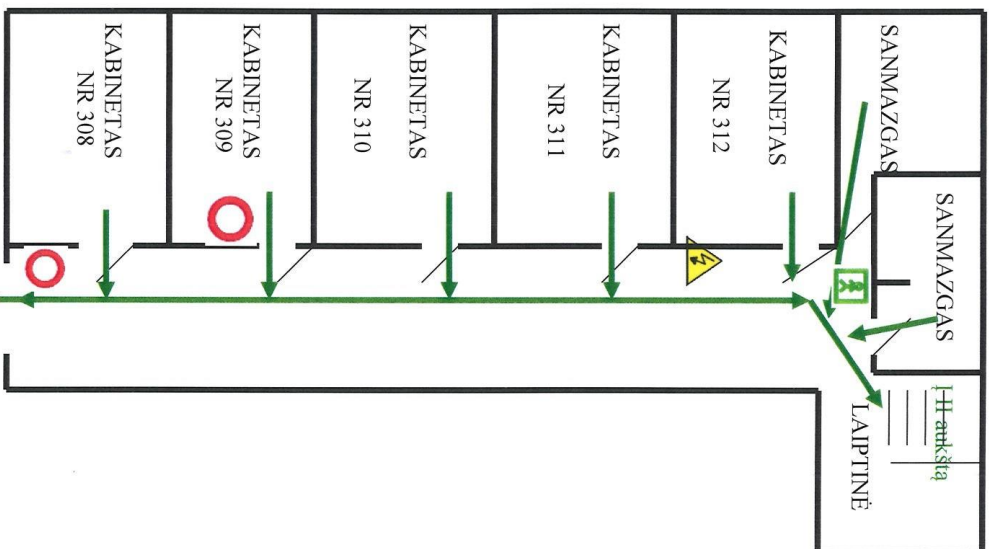 KABINETAS
NR 308
KABINETAS
NR 309
KABINETAS
NR 310
KABINETAS
NR 311
KABINETAS
NR 312
SANMAZGAS
SANMAZGAS
Į II aukštą
LAIPTINĖ